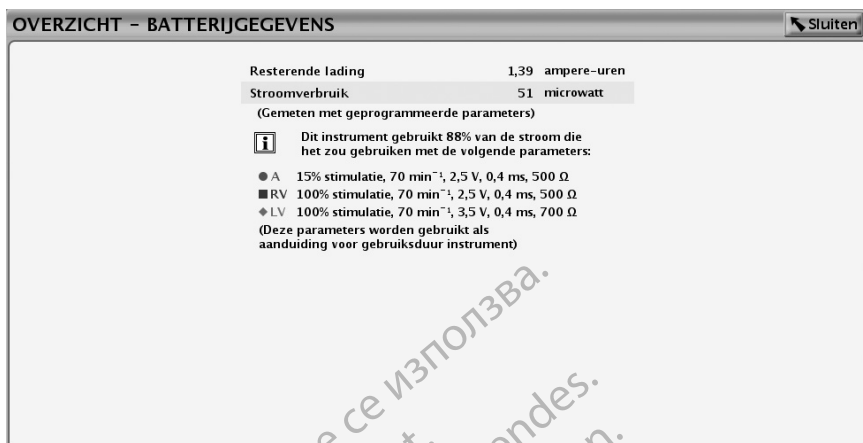 OVERZICHT - BATTERIJGEGEVENS
Sluiten
Resterende lading 1,39 ampere-uren
Stroomverbruik 51 microwatt
(Gemeten met geprogrammeerde parameters)
i Dit instrument gebruikt 88% van de stroom die
het zou gebruiken met de volgende parameters:
A 15% stimulatie, 70 min⁻¹, 2,5 V, 0,4 ms, 500 Ω
RV 100% stimulatie, 70 min⁻¹, 2,5 V, 0,4 ms, 500 Ω
LV 100% stimulatie, 70 min⁻¹, 3,5 V, 0,4 ms, 700 Ω
(Deze parameters worden gebruikt als
aanduiding voor gebruiksduur instrument)
се използва.